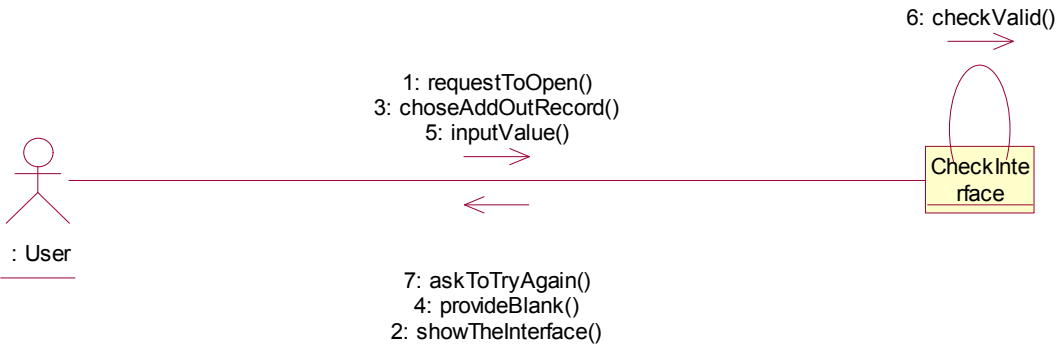 6: checkValid()
1: requestToOpen()
3: choseAddOutRecord()
5: inputValue()
CheckInte
rface
: User
7: askToTryAgain()
4: provideBlank()
2: showTheInterface()